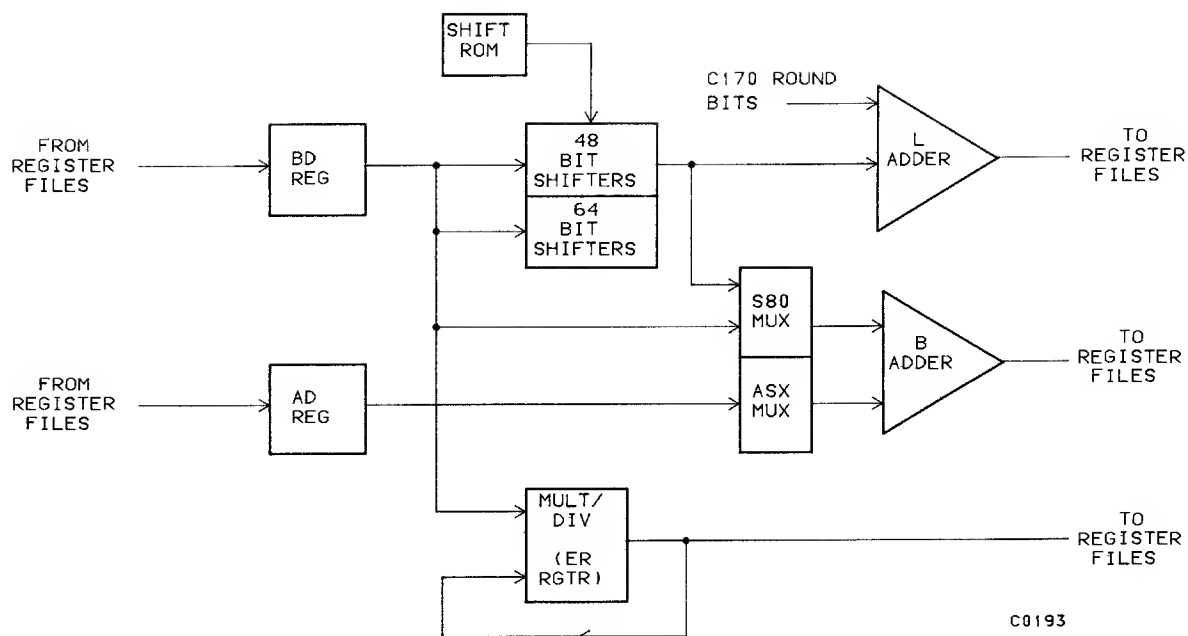 SHIFT
ROM
C170 ROUND
BITS
FROM
REGISTER
FILES
BD
REG
48
BIT
SHIFTERS
64
BIT
SHIFTERS
L
ADDER
TO
REGISTER
FILES
S80
MUX
B
ADDER
TO
REGISTER
FILES
FROM
REGISTER
FILES
AD
REG
ASX
MUX
MULT/
DIV
(ER
RGTR)
TO
REGISTER
FILES
C0193